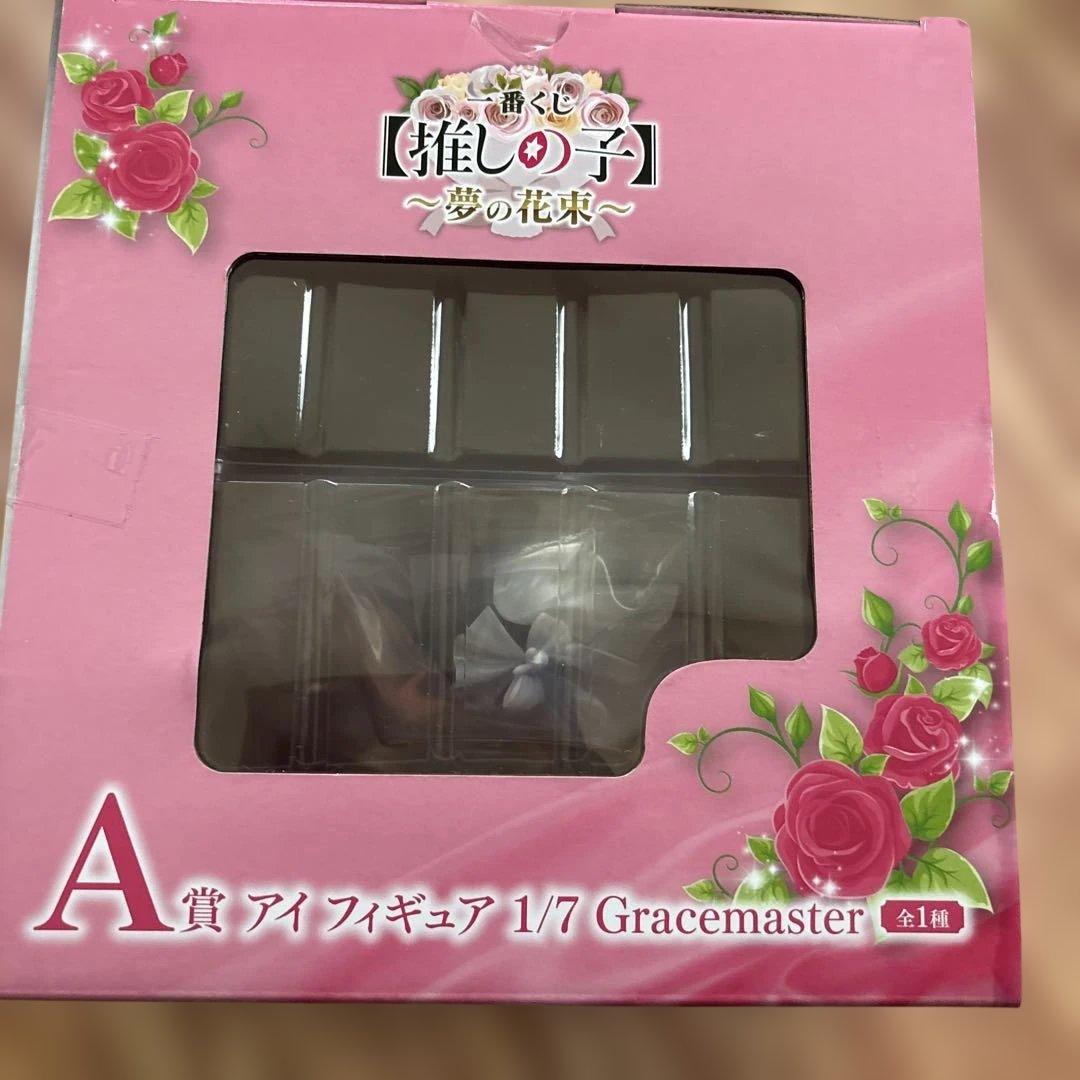 一番くじ
【推しの子】
～夢の花束～
A賞 アイ フィギュア 1/7 Gracemaster 全1種